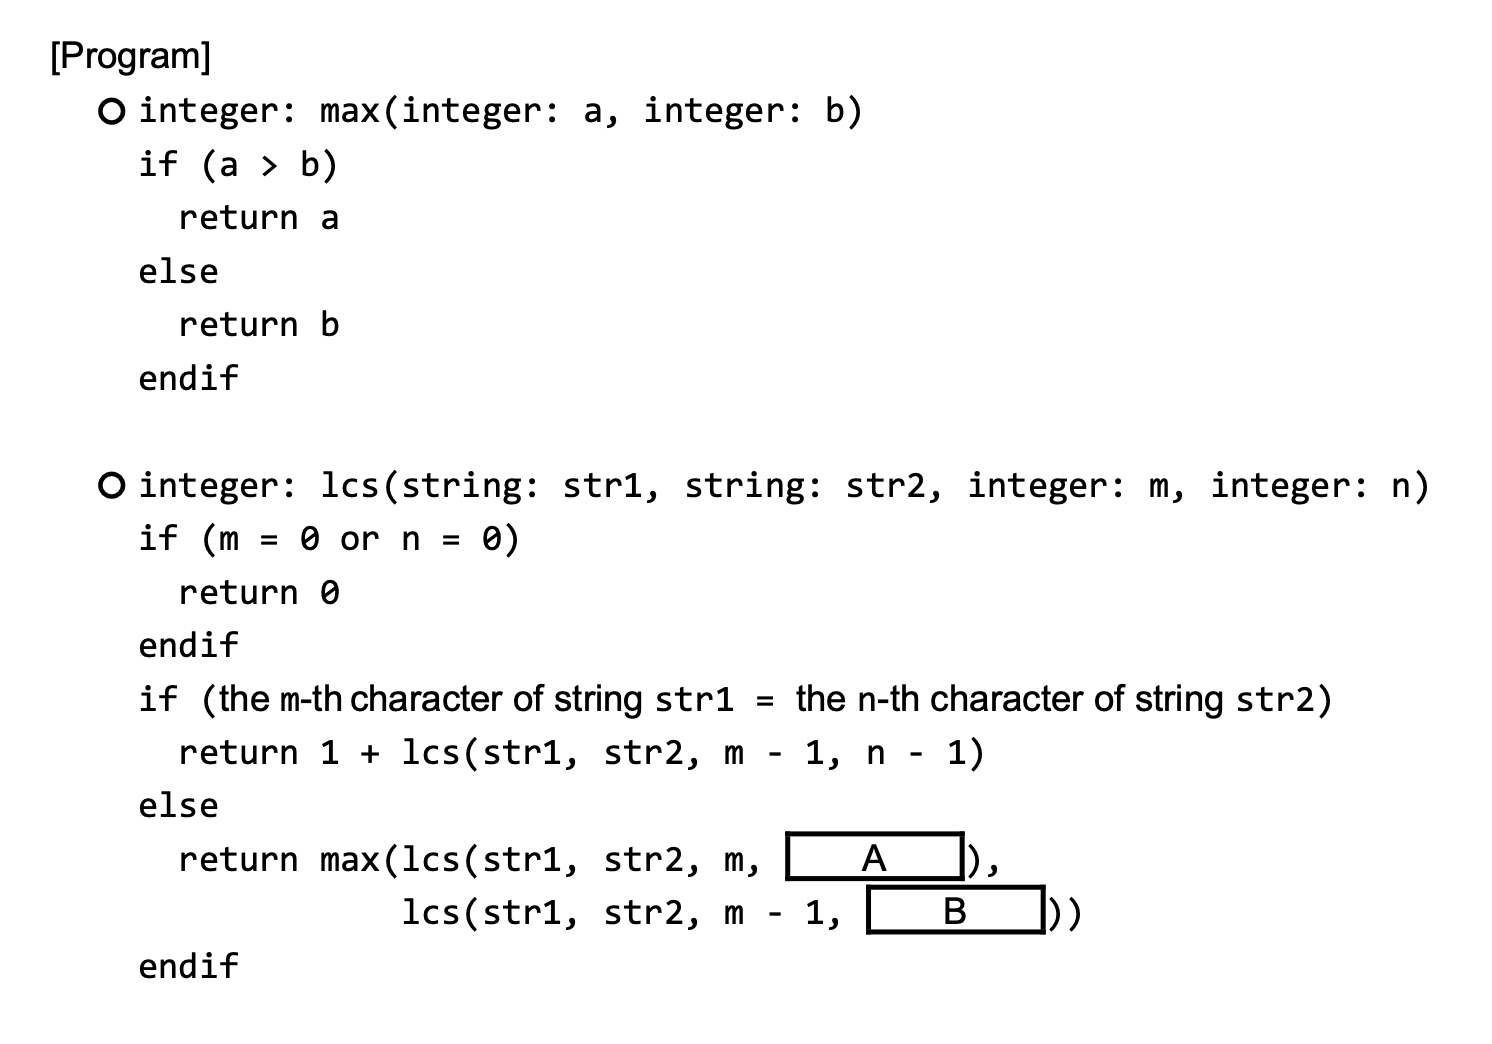 [Program]
○ integer: max(integer: a, integer: b)
if (a > b)
return a
else
return b
endif
○ integer: lcs(string: str1, string: str2, integer: m, integer: n)
if (m = 0 or n = 0)
return 0
endif
if (the m-th character of string str1 = the n-th character of string str2)
return 1 + lcs(str1, str2, m - 1, n - 1)
else
return max(lcs(str1, str2, m, A),
lcs(str1, str2, m - 1, B))
endif